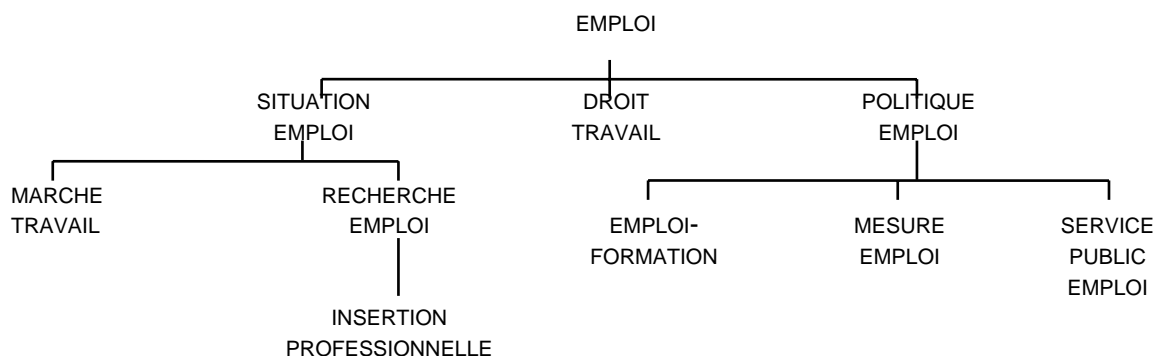 EMPLOI
SITUATION
EMPLOI
DROIT
TRAVAIL
POLITIQUE
EMPLOI
MARCHE
TRAVAIL
RECHERCHE
EMPLOI
EMPLOI-
FORMATION
MESURE
EMPLOI
SERVICE
PUBLIC
EMPLOI
INSERTION
PROFESSIONNELLE